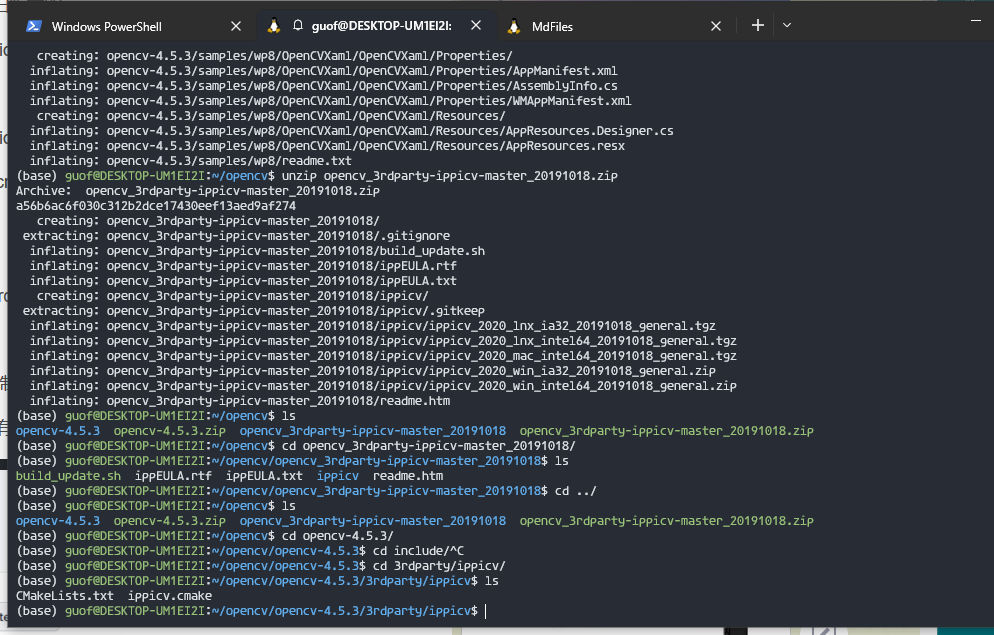 Windows PowerShell guof@DESKTOP-UM1EI2I: MdFiles
creating: opencv-4.5.3/samples/wp8/OpenCVXaml/OpenCVXaml/Properties/
inflating: opencv-4.5.3/samples/wp8/OpenCVXaml/OpenCVXaml/Properties/AppManifest.xml
inflating: opencv-4.5.3/samples/wp8/OpenCVXaml/OpenCVXaml/Properties/AssemblyInfo.cs
inflating: opencv-4.5.3/samples/wp8/OpenCVXaml/OpenCVXaml/Properties/WMAppManifest.xml
creating: opencv-4.5.3/samples/wp8/OpenCVXaml/OpenCVXaml/Resources/
inflating: opencv-4.5.3/samples/wp8/OpenCVXaml/OpenCVXaml/Resources/AppResources.Designer.cs
inflating: opencv-4.5.3/samples/wp8/OpenCVXaml/OpenCVXaml/Resources/AppResources.resx
inflating: opencv-4.5.3/samples/wp8/readme.txt
(base) guof@DESKTOP-UM1EI2I:~/opencv$ unzip opencv_3rdparty-ippicv-master_20191018.zip
Archive:  opencv_3rdparty-ippicv-master_20191018.zip
a56b6ac6f030c312b2dce17430eef13aed9af274
creating: opencv_3rdparty-ippicv-master_20191018/
extracting: opencv_3rdparty-ippicv-master_20191018/.gitignore
inflating: opencv_3rdparty-ippicv-master_20191018/build_update.sh
inflating: opencv_3rdparty-ippicv-master_20191018/ippEULA.rtf
inflating: opencv_3rdparty-ippicv-master_20191018/ippEULA.txt
creating: opencv_3rdparty-ippicv-master_20191018/ippicv/
extracting: opencv_3rdparty-ippicv-master_20191018/ippicv/.gitkeep
inflating: opencv_3rdparty-ippicv-master_20191018/ippicv/ippicv_2020_lnx_ia32_20191018_general.tgz
inflating: opencv_3rdparty-ippicv-master_20191018/ippicv/ippicv_2020_lnx_intel64_20191018_general.tgz
inflating: opencv_3rdparty-ippicv-master_20191018/ippicv/ippicv_2020_mac_intel64_20191018_general.tgz
inflating: opencv_3rdparty-ippicv-master_20191018/ippicv/ippicv_2020_win_ia32_20191018_general.zip
inflating: opencv_3rdparty-ippicv-master_20191018/ippicv/ippicv_2020_win_intel64_20191018_general.zip
inflating: opencv_3rdparty-ippicv-master_20191018/readme.htm
(base) guof@DESKTOP-UM1EI2I:~/opencv$ ls
opencv-4.5.3  opencv-4.5.3.zip  opencv_3rdparty-ippicv-master_20191018  opencv_3rdparty-ippicv-master_20191018.zip
(base) guof@DESKTOP-UM1EI2I:~/opencv$ cd opencv_3rdparty-ippicv-master_20191018/
(base) guof@DESKTOP-UM1EI2I:~/opencv/opencv_3rdparty-ippicv-master_20191018$ ls
build_update.sh  ippEULA.rtf  ippEULA.txt  ippicv  readme.htm
(base) guof@DESKTOP-UM1EI2I:~/opencv/opencv_3rdparty-ippicv-master_20191018$ cd ../
(base) guof@DESKTOP-UM1EI2I:~/opencv$ ls
opencv-4.5.3  opencv-4.5.3.zip  opencv_3rdparty-ippicv-master_20191018  opencv_3rdparty-ippicv-master_20191018.zip
(base) guof@DESKTOP-UM1EI2I:~/opencv$ cd opencv-4.5.3/
(base) guof@DESKTOP-UM1EI2I:~/opencv/opencv-4.5.3$ cd include/^C
(base) guof@DESKTOP-UM1EI2I:~/opencv/opencv-4.5.3$ cd 3rdparty/ippicv/
(base) guof@DESKTOP-UM1EI2I:~/opencv/opencv-4.5.3/3rdparty/ippicv$ ls
CMakeLists.txt  ippicv.cmake
(base) guof@DESKTOP-UM1EI2I:~/opencv/opencv-4.5.3/3rdparty/ippicv$